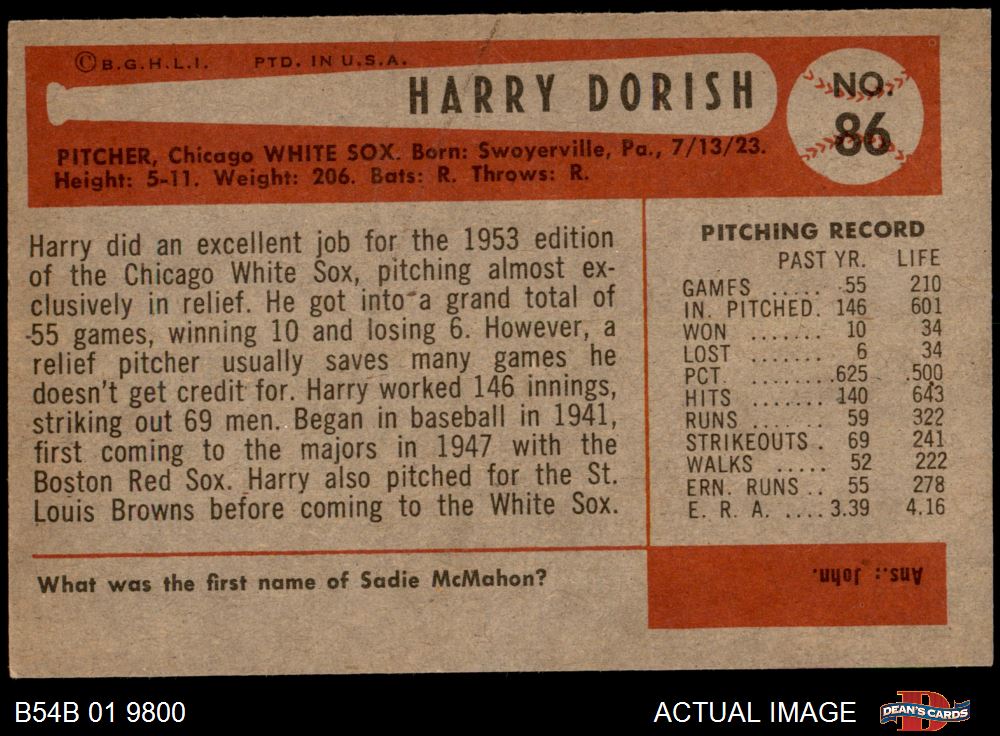 ©B.G.H.L.I. PTD. IN U.S.A.
HARRY DORISH
NO.
86
PITCHER, Chicago WHITE SOX. Born: Swoyerville, Pa., 7/13/23.
Height: 5-11. Weight: 206. Bats: R. Throws: R.
Harry did an excellent job for the 1953 edition
of the Chicago White Sox, pitching almost ex-
clusively in relief. He got into a grand total of
55 games, winning 10 and losing 6. However, a
relief pitcher usually saves many games he
doesn't get credit for. Harry worked 146 innings,
striking out 69 men. Began in baseball in 1941,
first coming to the majors in 1947 with the
Boston Red Sox. Harry also pitched for the St.
Louis Browns before coming to the White Sox.
PITCHING RECORD
PAST YR. LIFE
GAMES ..... 55 210
IN. PITCHED. 146 601
WON ....... 10 34
LOST ....... 6 34
PCT. ........ .625 .500
HITS ....... 140 643
RUNS ...... 59 322
STRIKEOUTS . 69 241
WALKS ..... 52 222
ERN. RUNS .. 55 278
E. R. A. .... 3.39 4.16
What was the first name of Sadie McMahon?
Ans.: John.
B54B 01 9800
ACTUAL IMAGE
D
DEAN'S CARDS